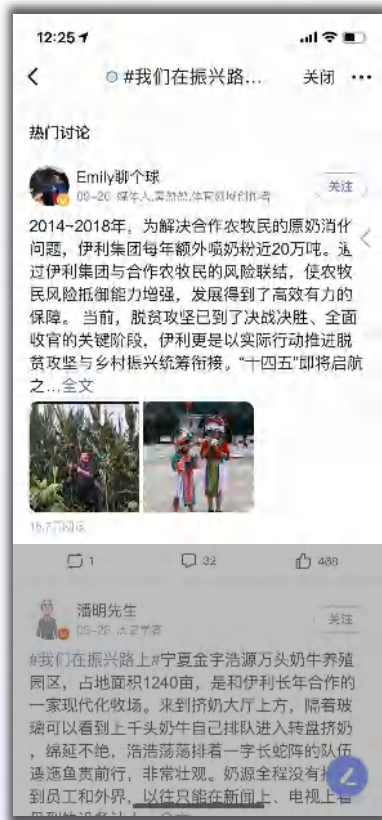 12:25
#我们在振兴路...
关闭
热门讨论
Emily聊个球
关注
2014~2018年，为解决合作农牧民的原奶消化
问题，伊利集团每年额外喷奶粉近20万吨。通
过伊利集团与合作农牧民的风险联结，使农牧
民风险抵御能力增强，发展得到了高效有力的
保障。 当前，脱贫攻坚已到了决战决胜、全面
收官的关键阶段，伊利更是以实际行动推进脱
贫攻坚与乡村振兴统筹衔接。“十四五”即将启航
之...全文
1
32
潘明先生
关注
#我们在振兴路上#宁夏金宇浩源万头奶牛养殖
园区，占地面积1240亩，是和伊利长年合作的
一家现代化牧场。来到挤奶大厅上方，隔着玻
璃可以看到上千头奶牛自己排队进入转盘挤奶
，绵延不绝，浩浩荡荡排着一字长蛇阵的队伍
逶迤鱼贯前行，非常壮观。奶源全程没有
到员工和外界，以往只能在新闻上、电视上看